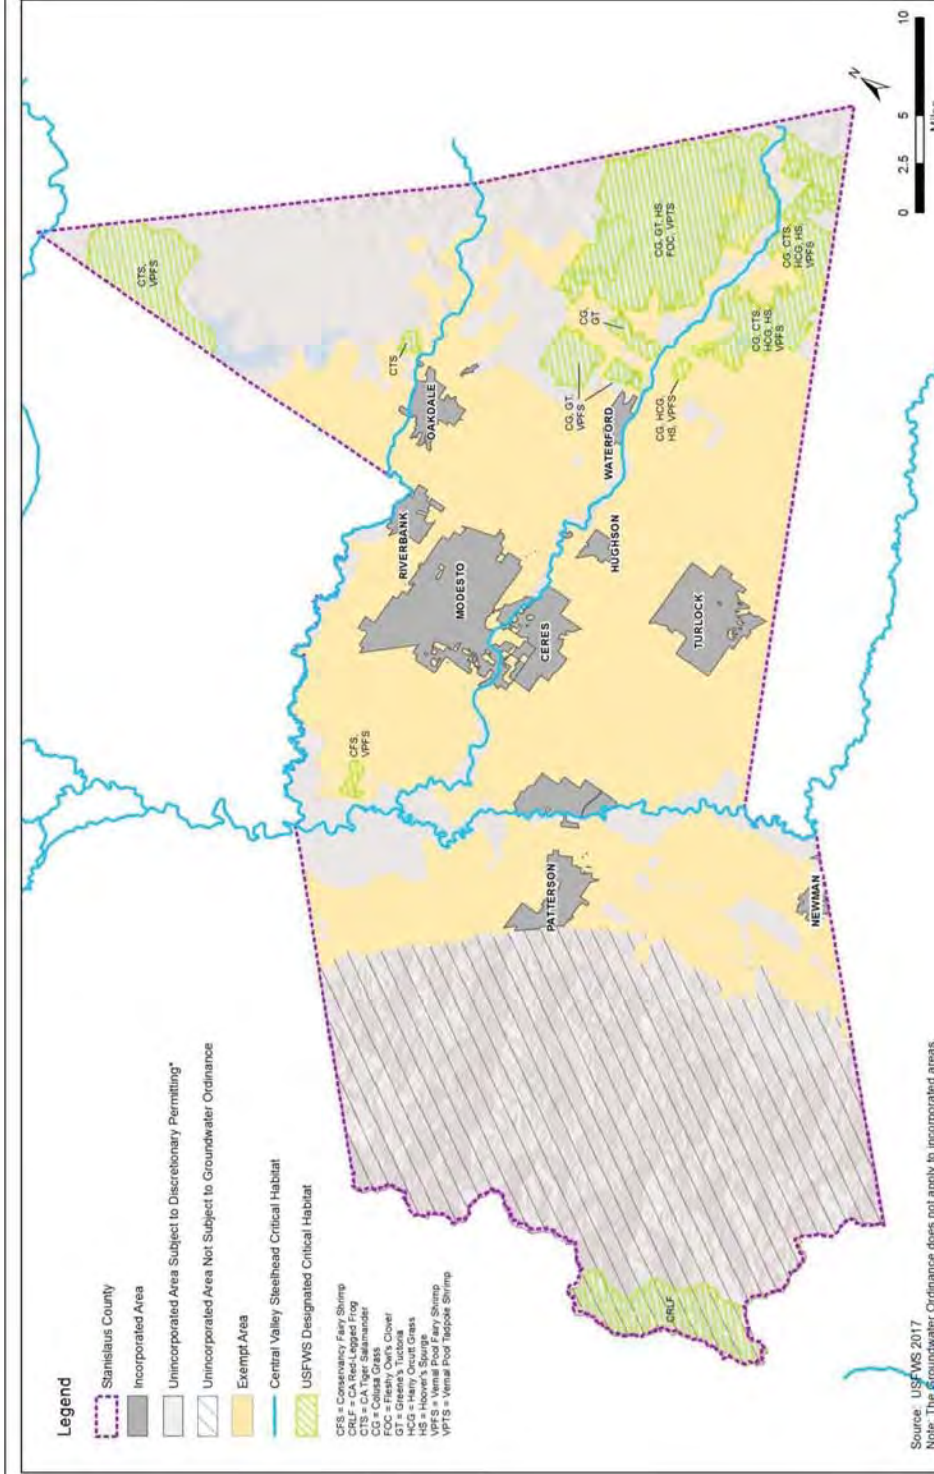 Legend
Stanislaus County
Incorporated Area
Unincorporated Area Subject to Discretionary Permitting*
Unincorporated Area Not Subject to Groundwater Ordinance
Exempt Area
Central Valley Steelhead Critical Habitat
USFWS Designated Critical Habitat
CFS = Conservancy Fairy Shrimp
CRLF = CA Red-Legged Frog
CTS = CA Tiger Salamander
CG = Colusa Grass
FOC = Fleshy Owl's Clover
GT = Greene's Tuctoria
HCG = Hairy Orcutt Grass
HS = Hoover's Spurge
VPFS = Vernal Pool Fairy Shrimp
VPTS = Vernal Pool Tadpole Shrimp
CTS,
VPFS
CTS
OAKDALE
RIVERBANK
MODESTO
CERES
CFS,
VPFS
CG, GT, HS
FOC, VPTS
CG,
GT
CG, GT,
VPFS
WATERFORD
CG, HCG,
HS, VPFS
CG, CTS,
HCG, HS,
VPFS
CG, CTS,
HCG, HS,
VPFS
HUGHSON
TURLOCK
PATTERSON
NEWMAN
CRLF
N
0 2.5 5 10
Miles
Source: USFWS 2017
Note: The Groundwater Ordinance does not apply to incorporated areas